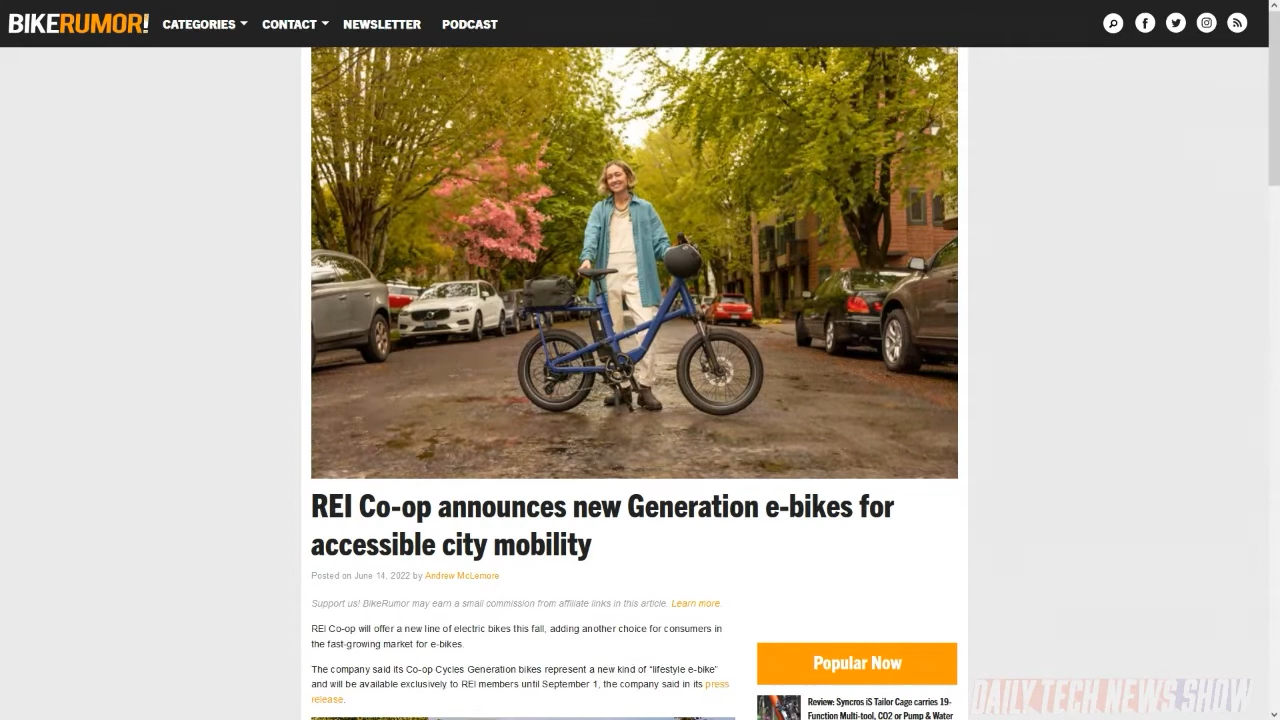 BIKERUMOR! CATEGORIES CONTACT NEWSLETTER PODCAST
REI Co-op announces new Generation e-bikes for
accessible city mobility
Posted on June 14, 2022 by Andrew McLemore
Support us! BikeRumor may earn a small commission from affiliate links in this article. Learn more.
REI Co-op will offer a new line of electric bikes this fall, adding another choice for consumers in
the fast-growing market for e-bikes.
The company said its Co-op Cycles Generation bikes represent a new kind of “lifestyle e-bike”
and will be available exclusively to REI members until September 1, the company said in its press
release.
Popular Now
Review: Syncros iS Tailor Cage carries 19-
Function Multi-tool, CO2 or Pump & Water
DAILY TECH NEWS SHOW